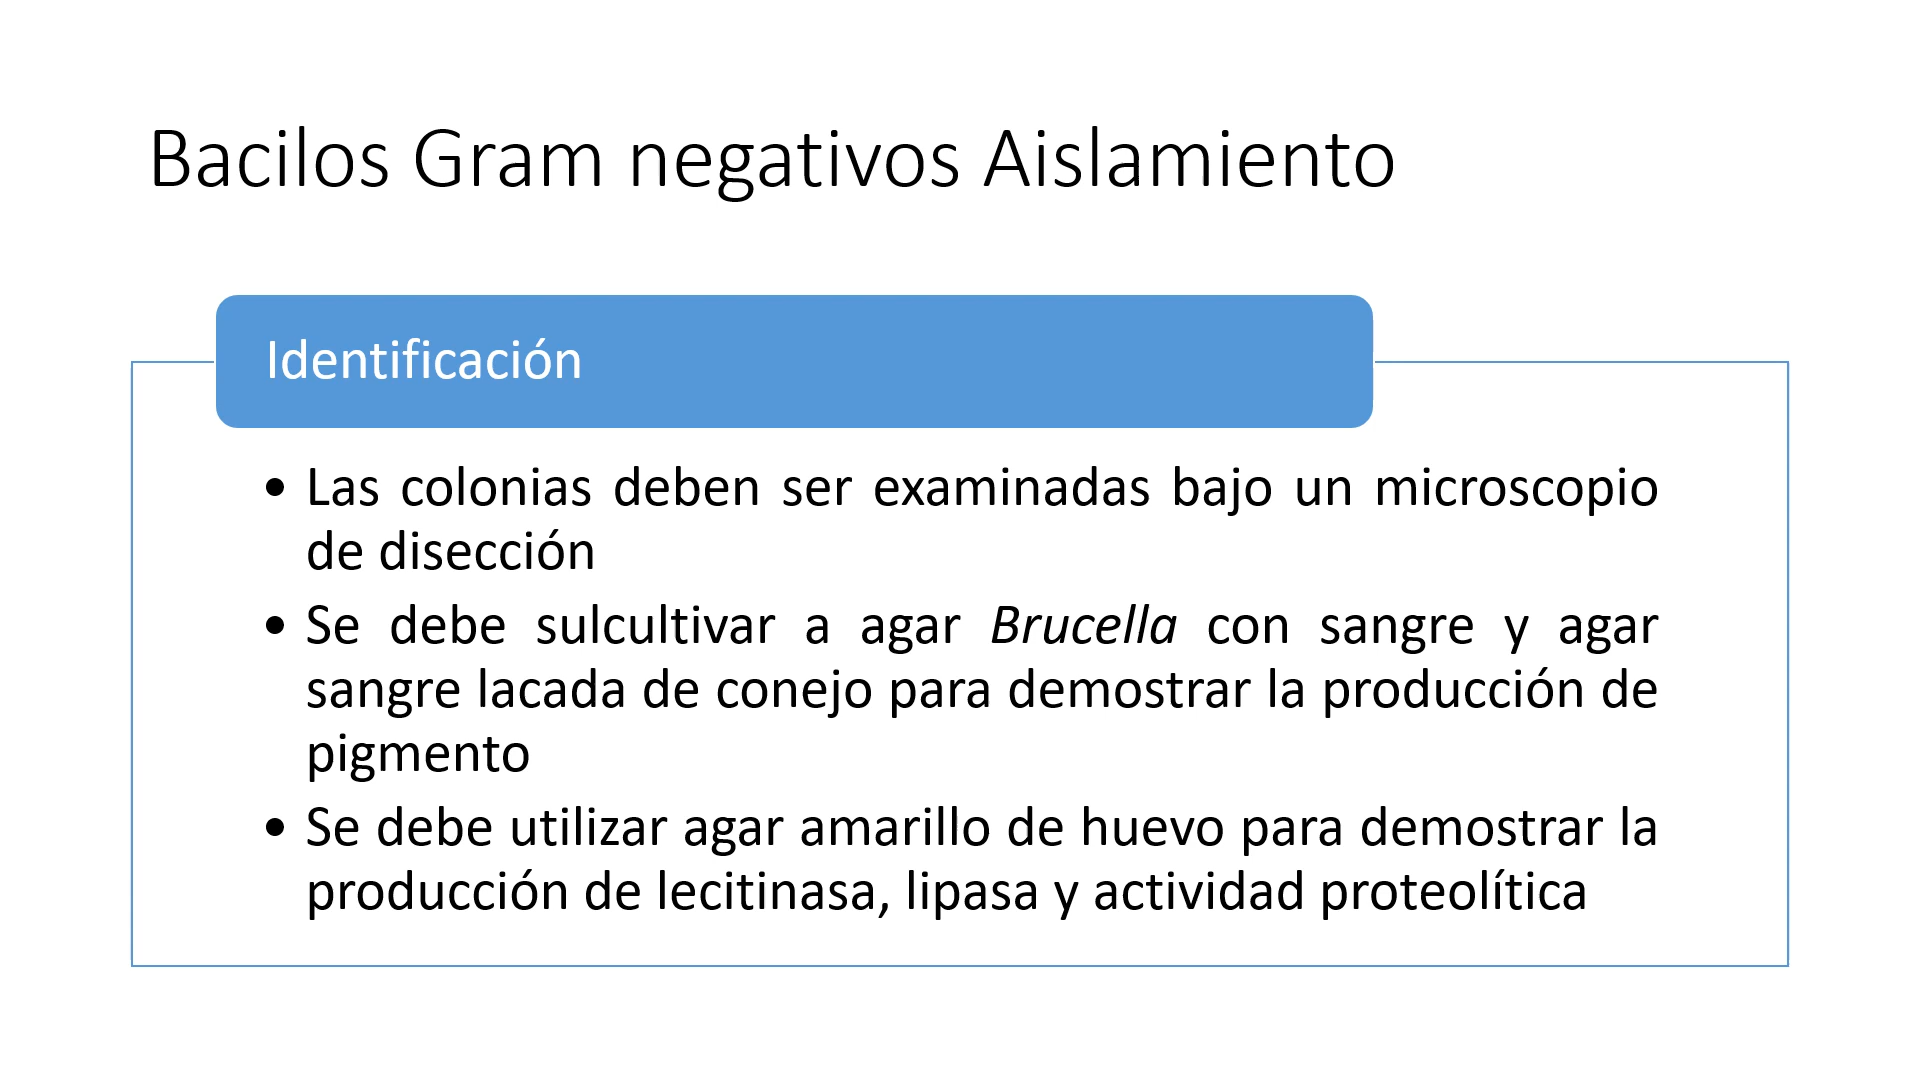 Bacilos Gram negativos Aislamiento
Identificación
• Las colonias deben ser examinadas bajo un microscopio
de disección
• Se debe sulcultivar a agar Brucella con sangre y agar
sangre lacada de conejo para demostrar la producción de
pigmento
• Se debe utilizar agar amarillo de huevo para demostrar la
producción de lecitinasa, lipasa y actividad proteolítica